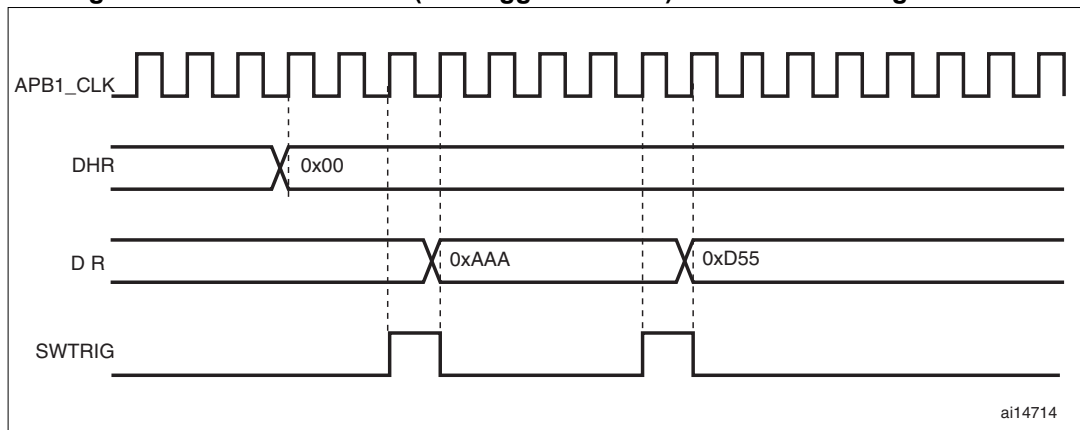 APB1_CLK
DHR
0x00
D R
0xAAA
0xD55
SWTRIG
ai14714